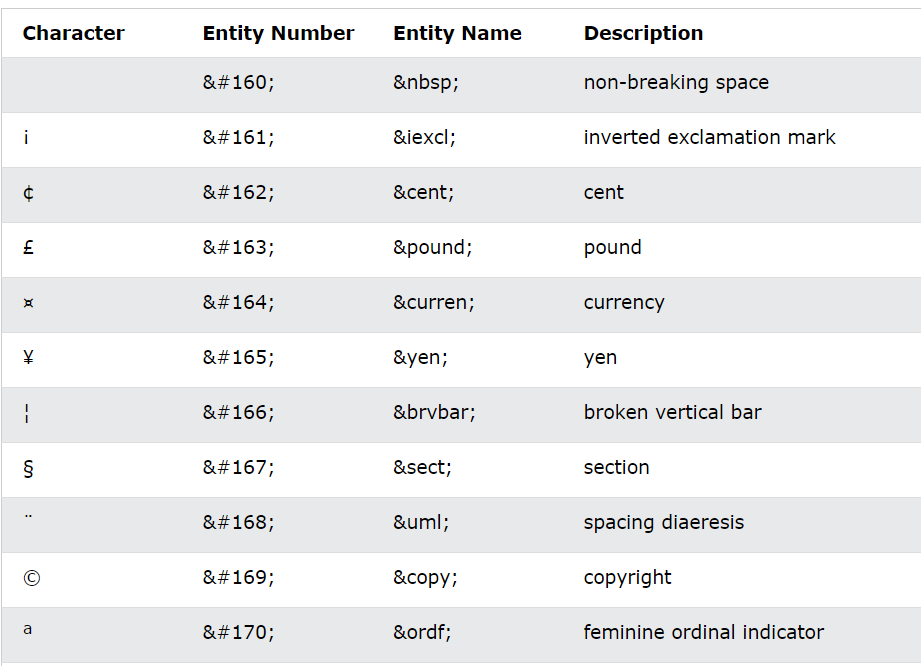 Character Entity Number Entity Name Description
&#160; &nbsp; non-breaking space
¡ &#161; &iexcl; inverted exclamation mark
¢ &#162; &cent; cent
£ &#163; &pound; pound
¤ &#164; &curren; currency
¥ &#165; &yen; yen
¦ &#166; &brvbar; broken vertical bar
§ &#167; &sect; section
¨ &#168; &uml; spacing diaeresis
© &#169; &copy; copyright
ª &#170; &ordf; feminine ordinal indicator